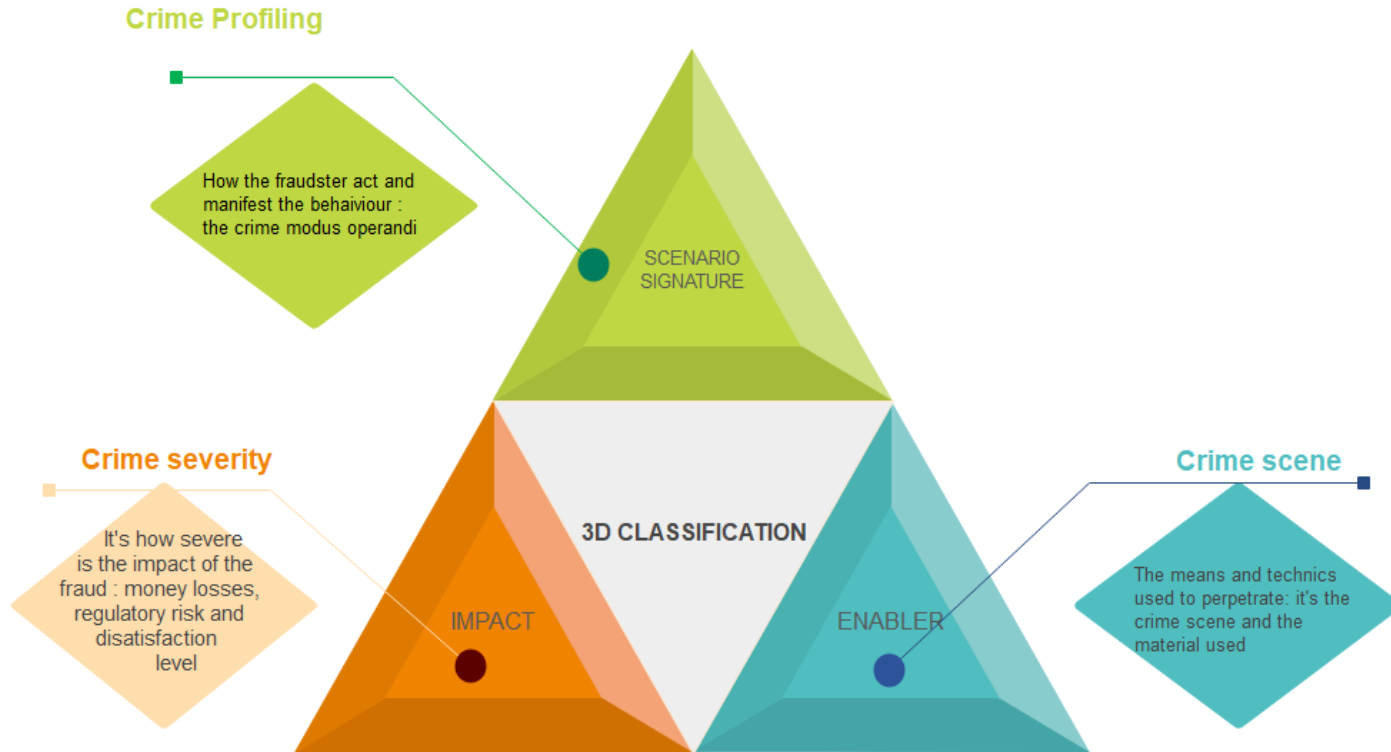 Crime Profiling
How the fraudster act and
manifest the behaiviour :
the crime modus operandi
SCENARIO
SIGNATURE
Crime severity
It's how severe
is the impact of the
fraud : money losses,
regulatory risk and
disatisfaction
level
IMPACT
3D CLASSIFICATION
ENABLER
Crime scene
The means and technics
used to perpetrate: it's the
crime scene and the
material used